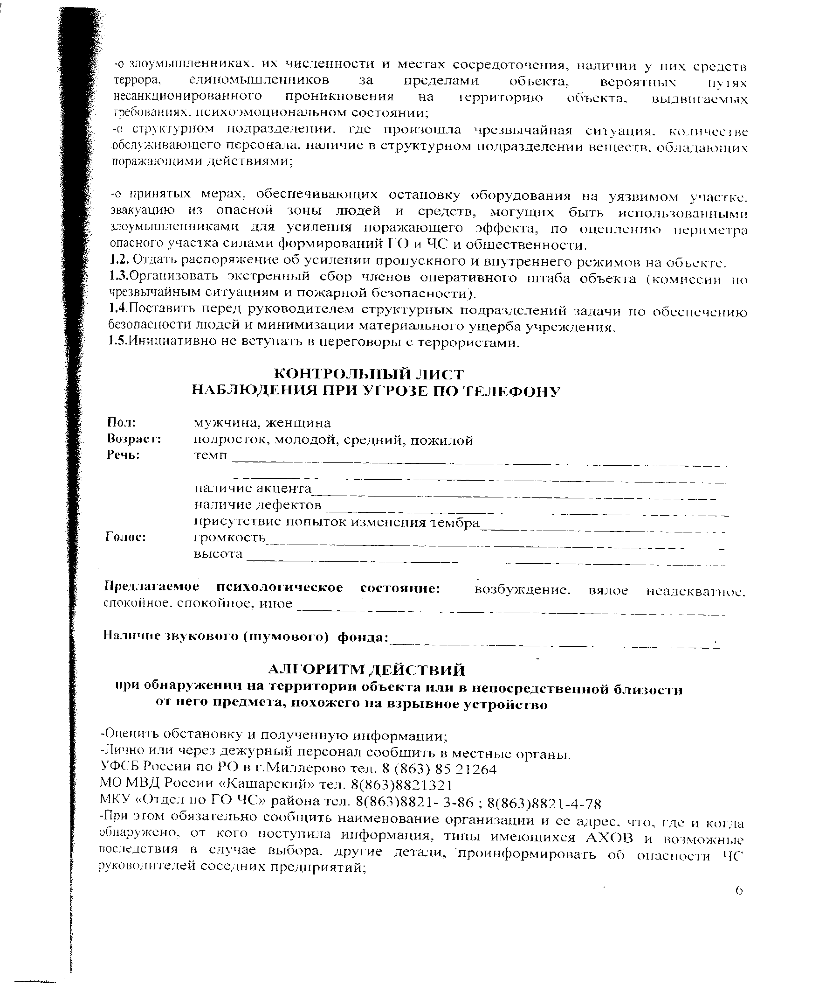 -о злоумышленниках, их численности и местах сосредоточения, наличии у них средств
террора, единомышленников за пределами объекта, вероятных путях
несанкционированного проникновения на территорию объекта, выдвигаемых
требованиях, психоэмоциональном состоянии;
-о структурном подразделении, где произошла чрезвычайная ситуация, количестве
обслуживающего персонала, наличие в структурном подразделении веществ, обладающих
поражающими действиями;
-о принятых мерах, обеспечивающих остановку оборудования на уязвимом участке,
эвакуацию из опасной зоны людей и средств, могущих быть использованными
злоумышленниками для усиления поражающего эффекта, по оцеплению периметра
опасного участка силами формирований ГО и ЧС и общественности.
1.2. Отдать распоряжение об усилении пропускного и внутреннего режимов на объекте.
1.3.Организовать экстренный сбор членов оперативного штаба объекта (комиссии по
чрезвычайным ситуациям и пожарной безопасности).
1.4.Поставить перед руководителем структурных подразделений задачи по обеспечению
безопасности людей и минимизации материального ущерба учреждения.
1.5.Инициативно не вступать в переговоры с террористами.
КОНТРОЛЬНЫЙ ЛИСТ
НАБЛЮДЕНИЯ ПРИ УГРОЗЕ ПО ТЕЛЕФОНУ
Пол: мужчина, женщина
Возраст: подросток, молодой, средний, пожилой
Речь: темп
наличие акцента
наличие дефектов
присутствие попыток изменения тембра
Голос: громкость
высота
Предлагаемое психологическое состояние: возбуждение, вялое неадекватное,
спокойное, спокойное, иное
Наличие звукового (шумового) фонда:
АЛГОРИТМ ДЕЙСТВИЙ
при обнаружении на территории объекта или в непосредственной близости
от него предмета, похожего на взрывное устройство
-Оценить обстановку и полученную информации;
-Лично или через дежурный персонал сообщить в местные органы.
УФСБ России по РО в г.Миллерово тел. 8 (863) 85 21264
МО МВД России «Кашарский» тел. 8(863)8821321
МКУ «Отдел по ГО ЧС» района тел. 8(863)8821- 3-86 ; 8(863)8821-4-78
-При этом обязательно сообщить наименование организации и ее адрес, что, где и когда
обнаружено, от кого поступила информация, типы имеющихся АХОВ и возможные
последствия в случае выбора, другие детали, проинформировать об опасности ЧС
руководителей соседних предприятий;
6